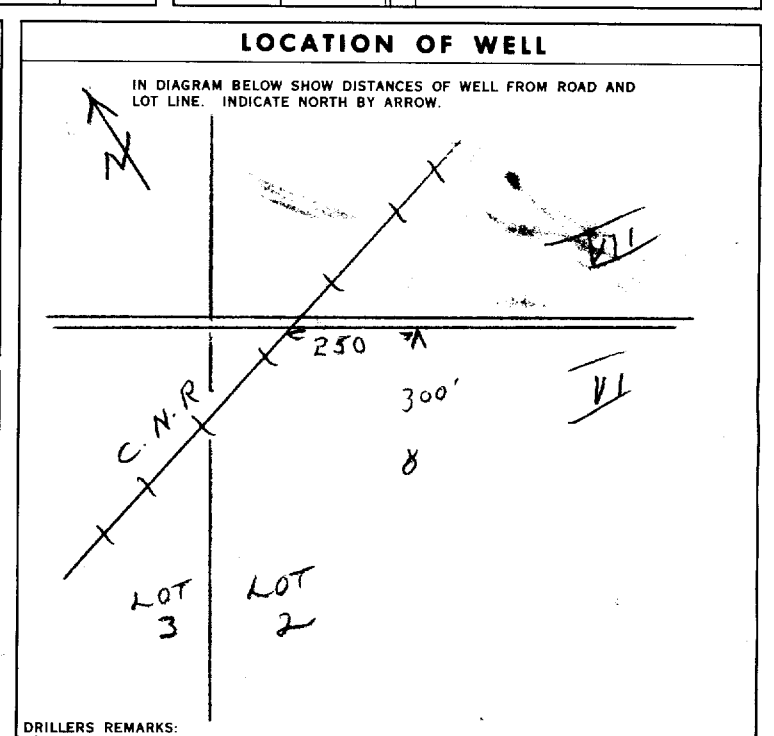 LOCATION OF WELL
IN DIAGRAM BELOW SHOW DISTANCES OF WELL FROM ROAD AND
LOT LINE. INDICATE NORTH BY ARROW.
N
VII
250
300'
VI
C.N.R
LOT
3
LOT
2
DRILLERS REMARKS: